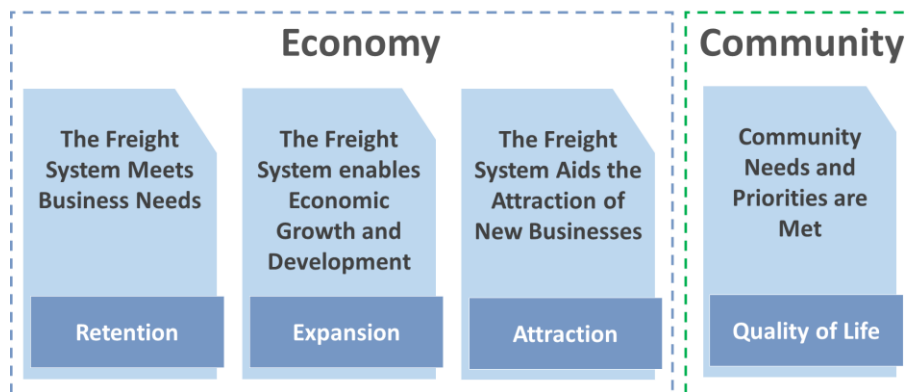 Economy
The Freight
System Meets
Business Needs
Retention
The Freight
System enables
Economic
Growth and
Development
Expansion
The Freight
System Aids the
Attraction of
New Businesses
Attraction
Community
Community
Needs and
Priorities are
Met
Quality of Life